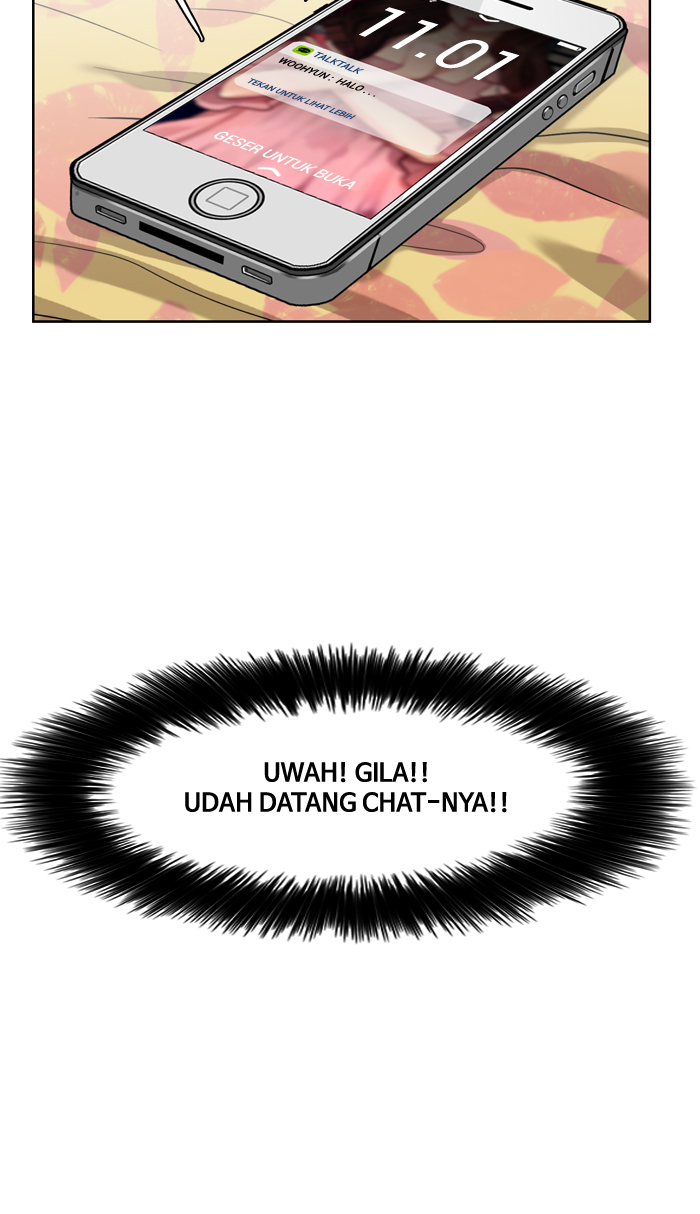 11.01
TALKTALK
WOOHYUN : HALO...
TEKAN UNTUK LIHAT LEBIH
GESER UNTUK BUKA
UWAH! GILA!!
UDAH DATANG CHAT-NYA!!